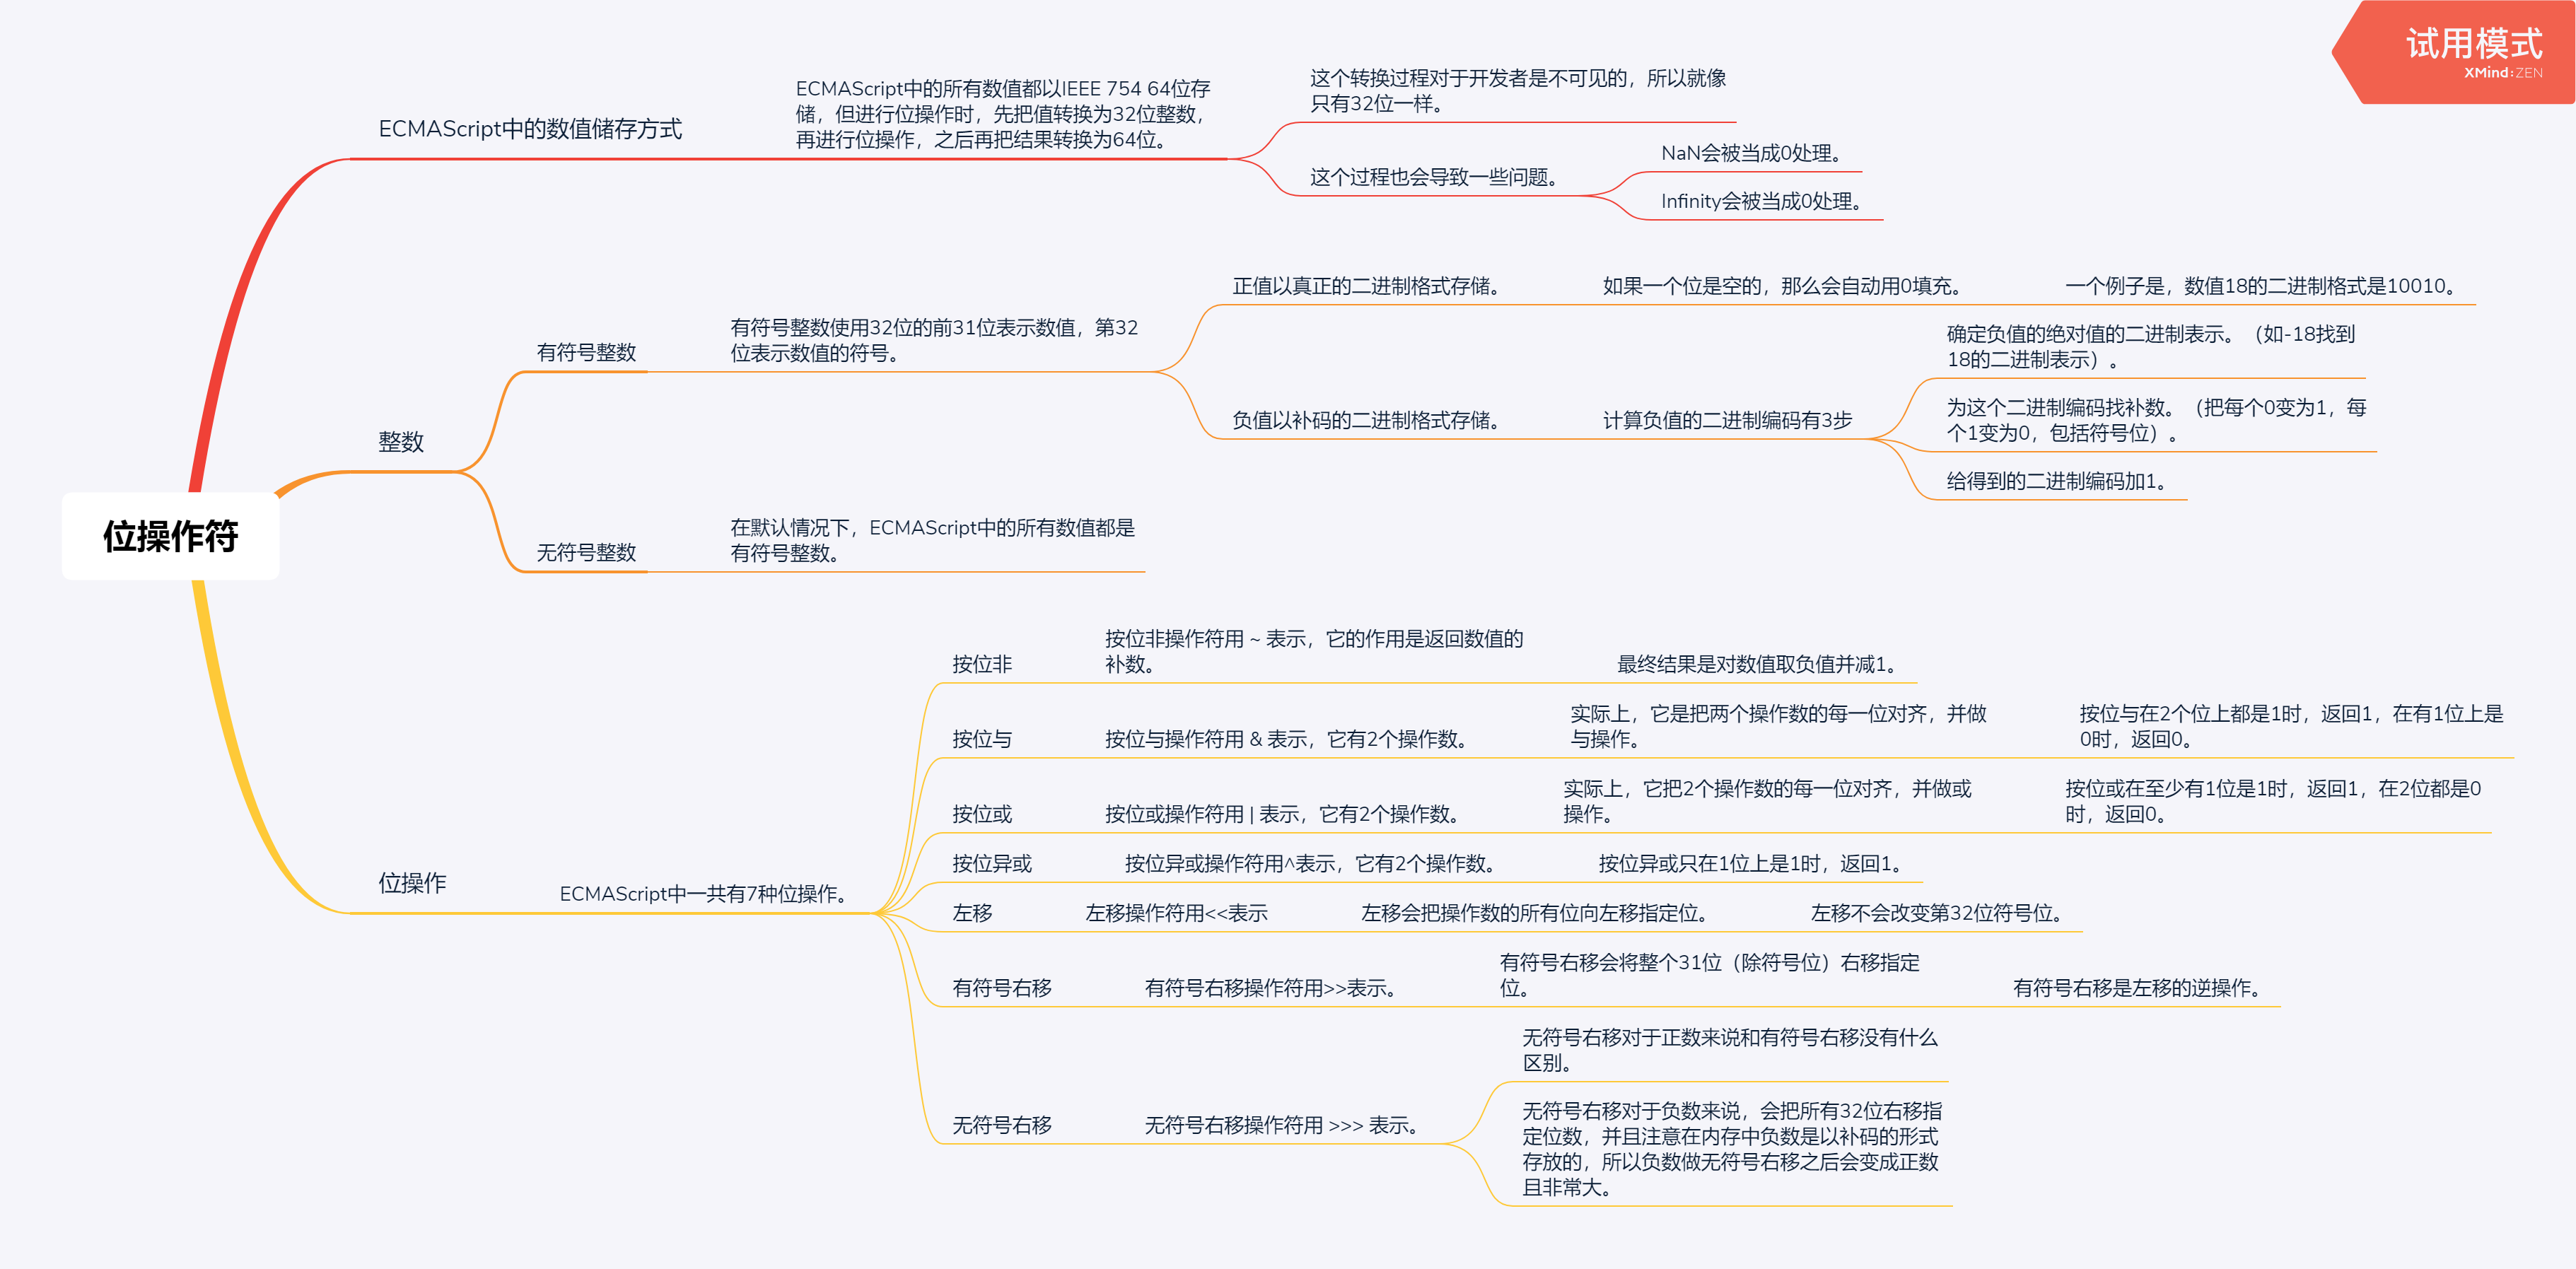 试用模式
XMind:ZEN
位操作符
ECMAScript中的数值储存方式
ECMAScript中的所有数值都以IEEE 754 64位存
储，但进行位操作时，先把值转换为32位整数，
再进行位操作，之后再把结果转换为64位。
这个转换过程对于开发者是不可见的，所以就像
只有32位一样。
这个过程也会导致一些问题。
NaN会被当成0处理。
Infinity会被当成0处理。
整数
有符号整数
有符号整数使用32位的前31位表示数值，第32
位表示数值的符号。
正值以真正的二进制格式存储。
如果一个位是空的，那么会自动用0填充。
一个例子是，数值18的二进制格式是10010。
负值以补码的二进制格式存储。
计算负值的二进制编码有3步
确定负值的绝对值的二进制表示。（如-18找到
18的二进制表示）。
为这个二进制编码找补数。（把每个0变为1，每
个1变为0，包括符号位）。
给得到的二进制编码加1。
无符号整数
在默认情况下，ECMAScript中的所有数值都是
有符号整数。
位操作
ECMAScript中一共有7种位操作。
按位非
按位非操作符用 ~ 表示，它的作用是返回数值的
补数。
最终结果是对数值取负值并减1。
按位与
按位与操作符用 & 表示，它有2个操作数。
实际上，它是把两个操作数的每一位对齐，并做
与操作。
按位与在2个位上都是1时，返回1，在有1位上是
0时，返回0。
按位或
按位或操作符用 | 表示，它有2个操作数。
实际上，它把2个操作数的每一位对齐，并做或
操作。
按位或在至少有1位是1时，返回1，在2位都是0
时，返回0。
按位异或
按位异或操作符用^表示，它有2个操作数。
按位异或只在1位上是1时，返回1。
左移
左移操作符用<<表示
左移会把操作数的所有位向左移指定位。
左移不会改变第32位符号位。
有符号右移
有符号右移操作符用>>表示。
有符号右移会将整个31位（除符号位）右移指定
位。
有符号右移是左移的逆操作。
无符号右移
无符号右移操作符用 >>> 表示。
无符号右移对于正数来说和有符号右移没有什么
区别。
无符号右移对于负数来说，会把所有32位右移指
定位数，并且注意在内存中负数是以补码的形式
存放的，所以负数做无符号右移之后会变成正数
且非常大。